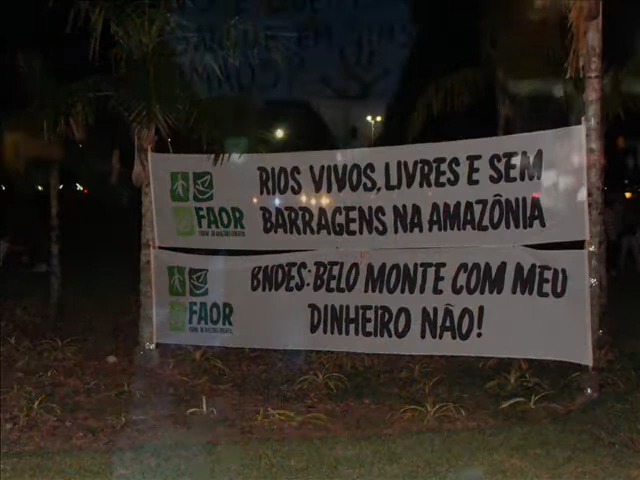 RIOS VIVOS, LIVRES E SEM
BARRAGENS NA AMAZÔNIA
FAOR
BNDES-BELO MONTE COM MEU
DINHEIRO NÃO!
FAOR